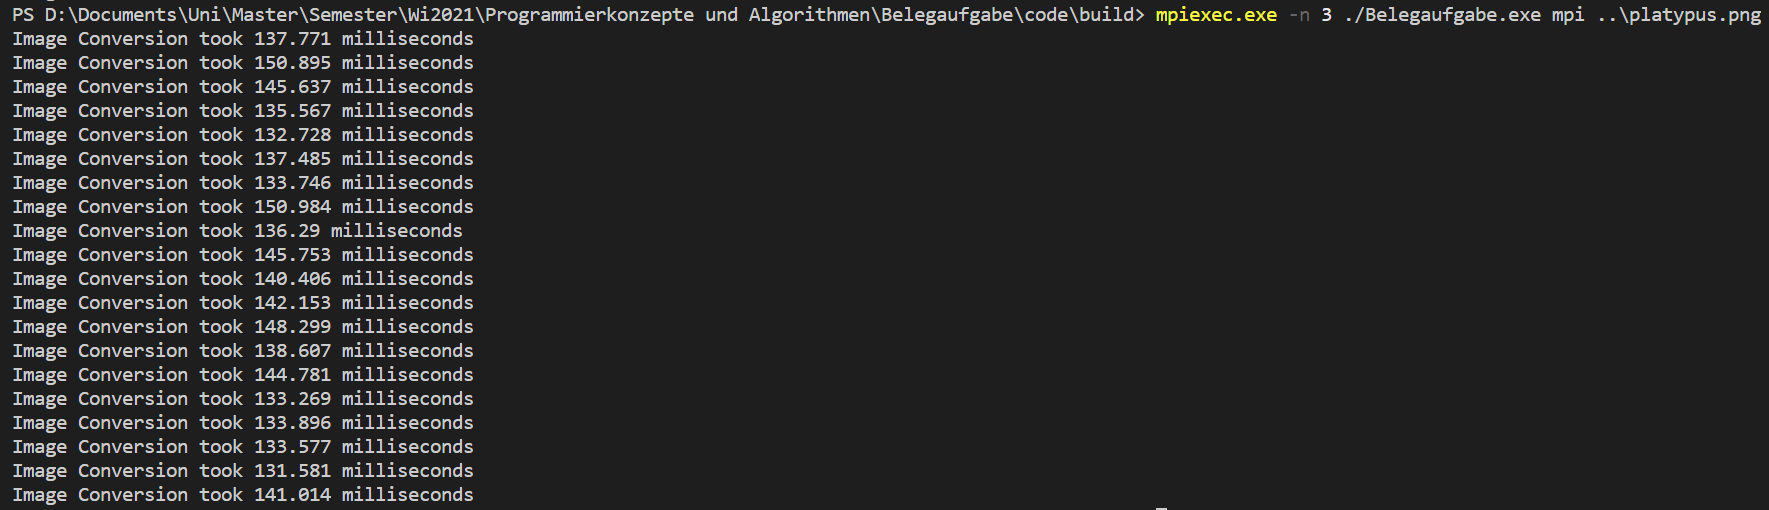 PS D:\Documents\Uni\Master\Semester\Wi2021\Programmierkonzepte und Algorithmen\Belegaufgabe\code\build> mpiexec.exe -n 3 ./Belegaufgabe.exe mpi ..\platypus.png
Image Conversion took 137.771 milliseconds
Image Conversion took 150.895 milliseconds
Image Conversion took 145.637 milliseconds
Image Conversion took 135.567 milliseconds
Image Conversion took 132.728 milliseconds
Image Conversion took 137.485 milliseconds
Image Conversion took 133.746 milliseconds
Image Conversion took 150.984 milliseconds
Image Conversion took 136.29 milliseconds
Image Conversion took 145.753 milliseconds
Image Conversion took 140.406 milliseconds
Image Conversion took 142.153 milliseconds
Image Conversion took 148.299 milliseconds
Image Conversion took 138.607 milliseconds
Image Conversion took 144.781 milliseconds
Image Conversion took 133.269 milliseconds
Image Conversion took 133.896 milliseconds
Image Conversion took 133.577 milliseconds
Image Conversion took 131.581 milliseconds
Image Conversion took 141.014 milliseconds